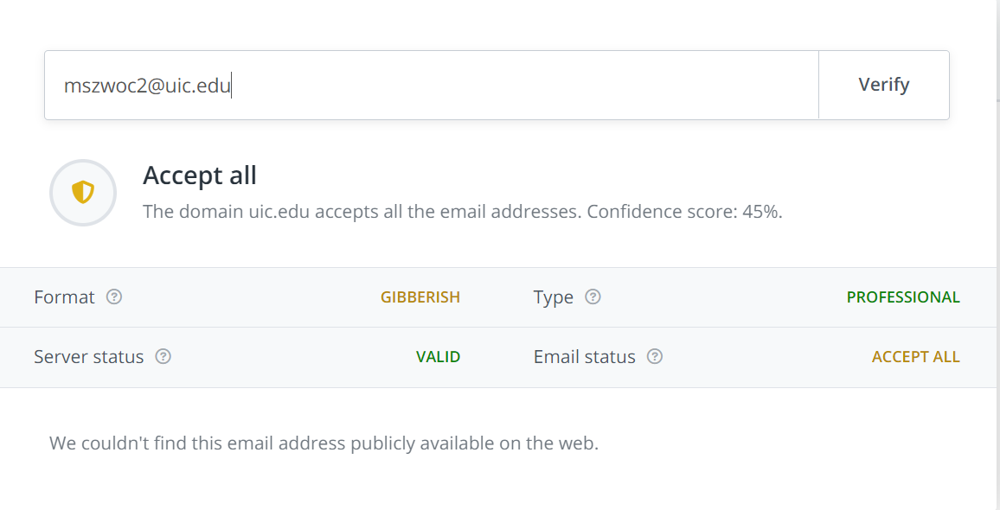 mszwoc2@uic.edu
Verify
Accept all
The domain uic.edu accepts all the email addresses. Confidence score: 45%.
Format ? GIBBERISH Type ? PROFESSIONAL
Server status ? VALID Email status ? ACCEPT ALL
We couldn't find this email address publicly available on the web.